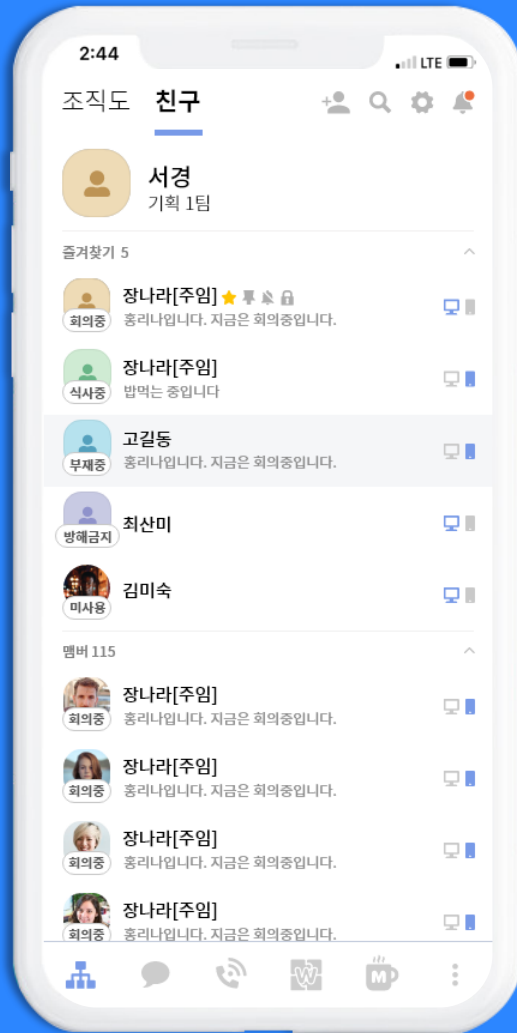 2:44
LTE
조직도 친구
서경
기획 1팀
즐겨찾기 5
장나라[주임]
회의중
홍리나입니다. 지금은 회의중입니다.
장나라[주임]
식사중
밥먹는 중입니다
고길동
부재중
홍리나입니다. 지금은 회의중입니다.
방해금지
최산미
김미숙
미사용
맴버 115
장나라[주임]
회의중
홍리나입니다. 지금은 회의중입니다.
장나라[주임]
회의중
홍리나입니다. 지금은 회의중입니다.
장나라[주임]
회의중
홍리나입니다. 지금은 회의중입니다.
장나라[주임]
회의중
홍리나입니다. 지금은 회의중입니다.
W
M